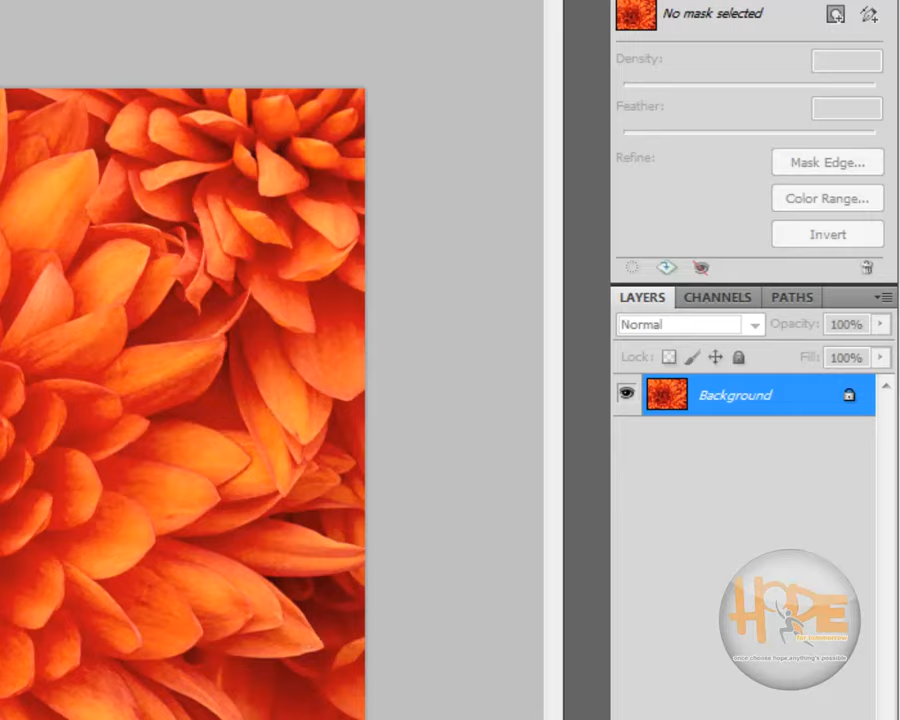 No mask selected
Density:
Feather:
Refine:
Mask Edge...
Color Range...
Invert
LAYERS CHANNELS PATHS
Normal Opacity: 100%
Lock: Fill: 100%
Background
HOPE
once choose hope,anything's possible